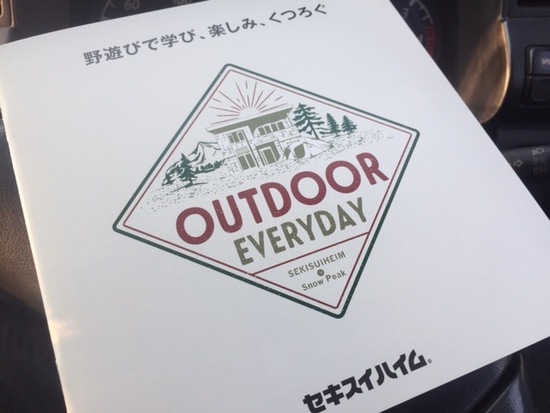 野遊びで学び、楽しみ、くつろぐ
OUTDOOR
EVERYDAY
SEKISUIHEIM
Snow Peak
セキスイハイム®